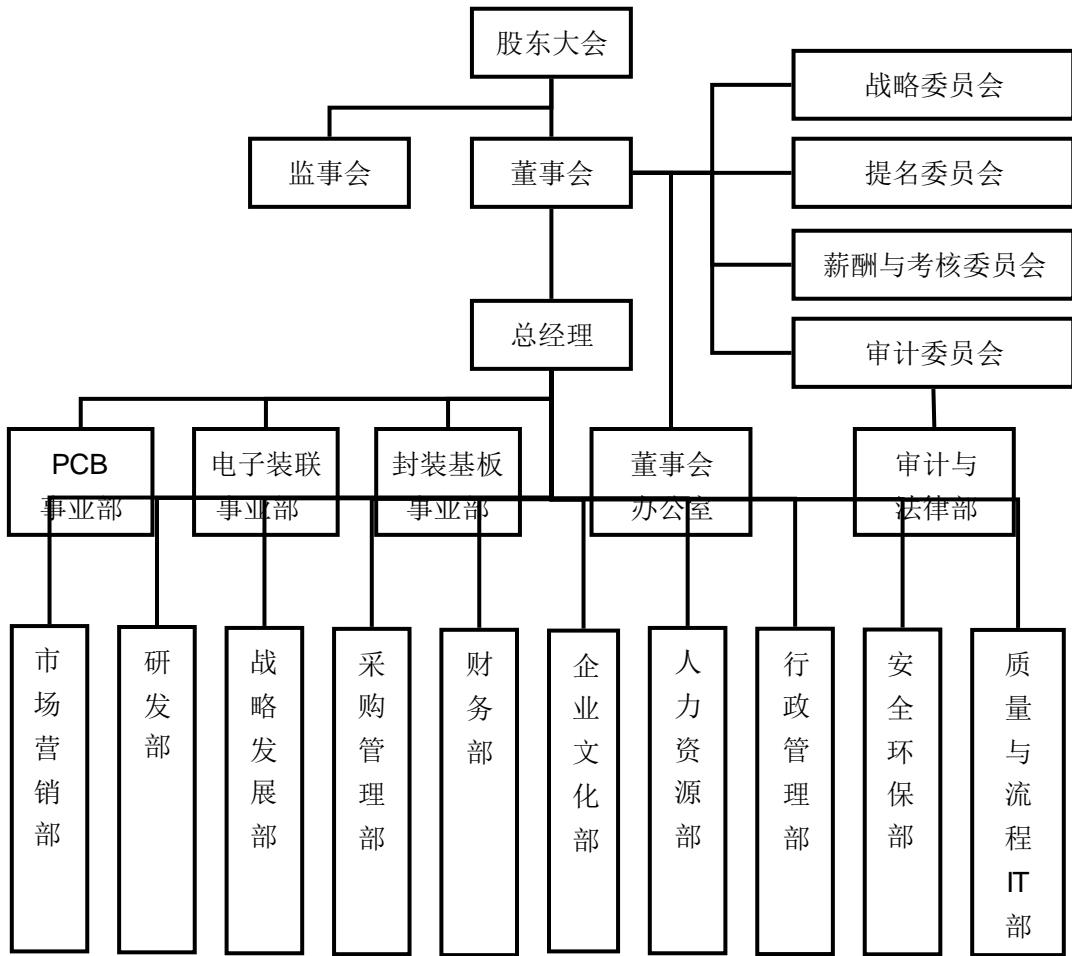 股东大会
战略委员会
监事会
董事会
提名委员会
薪酬与考核委员会
总经理
审计委员会
PCB
事业部
电子装联
事业部
封装基板
事业部
董事会
办公室
审计与
法律部
市场营销部
研发部
战略发展部
采购管理部
财务部
企业文化部
人力资源部
行政管理部
安全环保部
质量与流程IT部